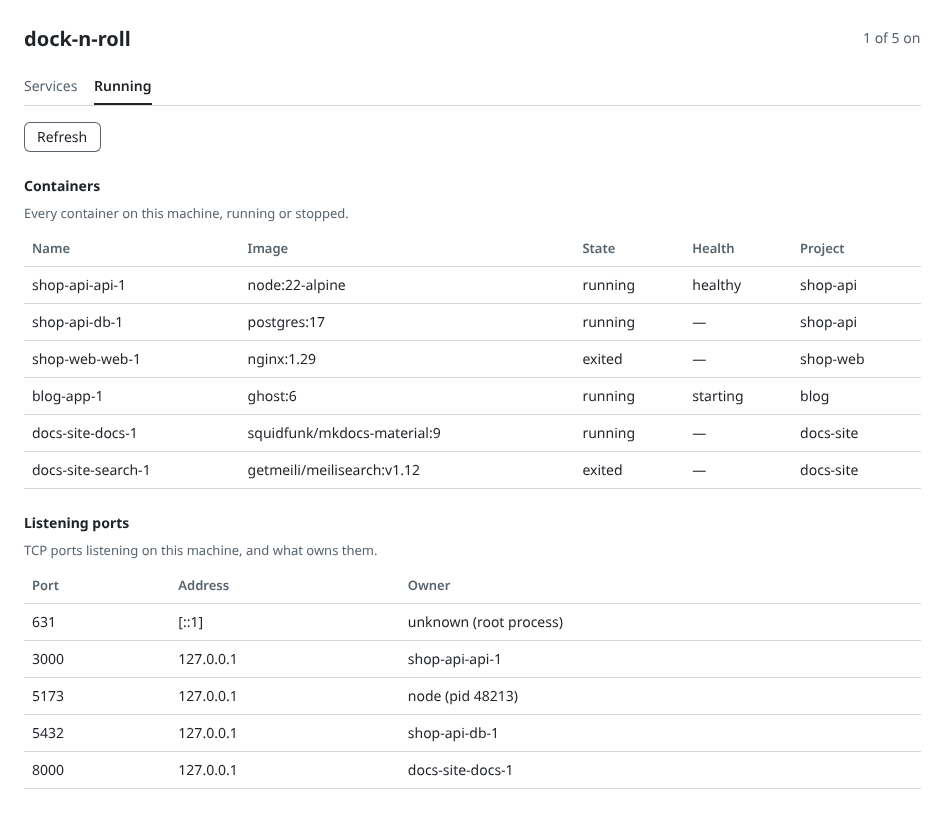 dock-n-roll
1 of 5 on
Services Running
Refresh
Containers
Every container on this machine, running or stopped.
Name Image State Health Project
shop-api-api-1 node:22-alpine running healthy shop-api
shop-api-db-1 postgres:17 running — shop-api
shop-web-web-1 nginx:1.29 exited — shop-web
blog-app-1 ghost:6 running starting blog
docs-site-docs-1 squidfunk/mkdocs-material:9 running — docs-site
docs-site-search-1 getmeili/meilisearch:v1.12 exited — docs-site
Listening ports
TCP ports listening on this machine, and what owns them.
Port Address Owner
631 [::1] unknown (root process)
3000 127.0.0.1 shop-api-api-1
5173 127.0.0.1 node (pid 48213)
5432 127.0.0.1 shop-api-db-1
8000 127.0.0.1 docs-site-docs-1